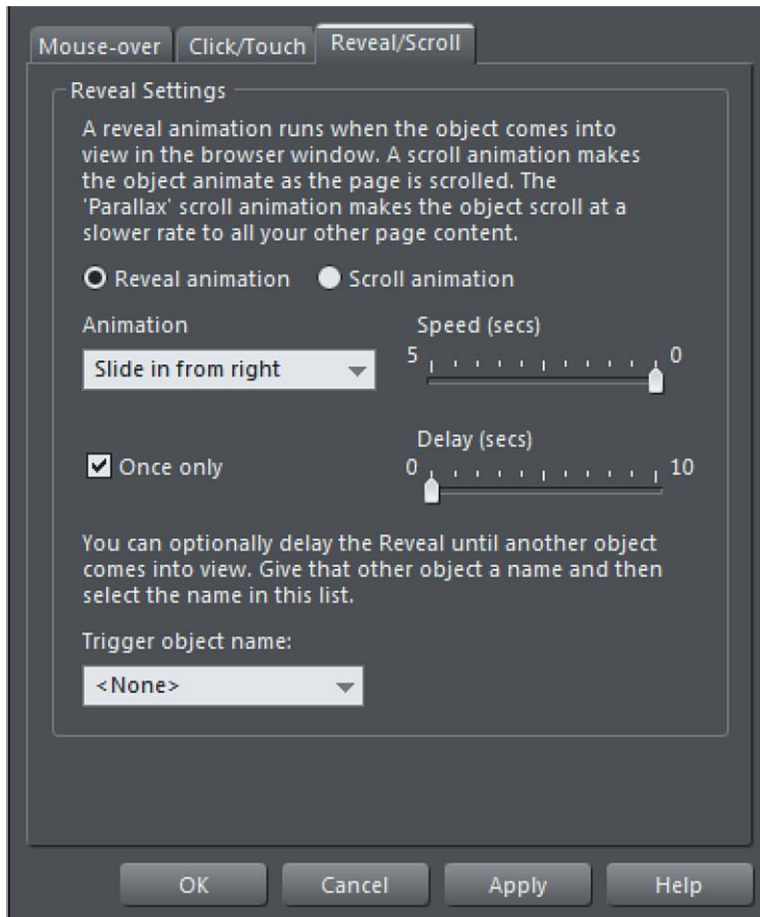 Mouse-over Click/Touch Reveal/Scroll
Reveal Settings
A reveal animation runs when the object comes into
view in the browser window. A scroll animation makes
the object animate as the page is scrolled. The
'Parallax' scroll animation makes the object scroll at a
slower rate to all your other page content.
Reveal animation Scroll animation
Animation Speed (secs)
Slide in from right 5 0
Delay (secs)
Once only 0 10
You can optionally delay the Reveal until another object
comes into view. Give that other object a name and then
select the name in this list.
Trigger object name:
<None>
OK Cancel Apply Help